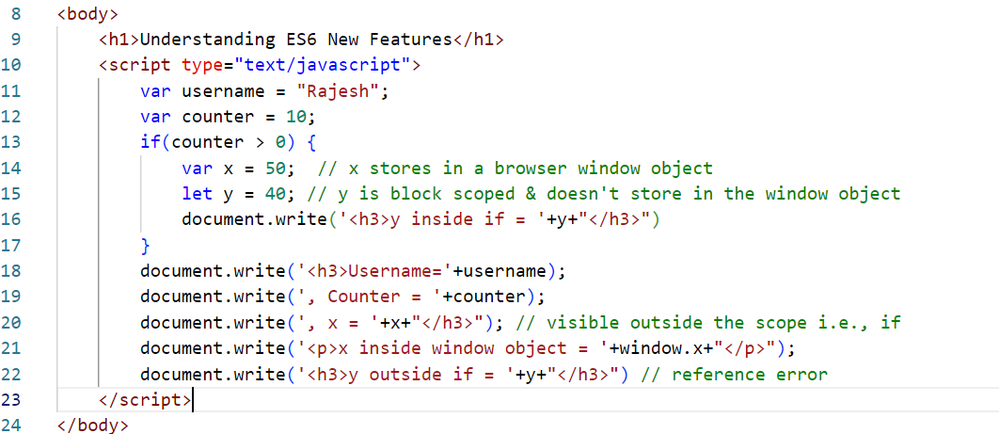 8 <body>
9 <h1>Understanding ES6 New Features</h1>
10 <script type="text/javascript">
11 var username = "Rajesh";
12 var counter = 10;
13 if(counter > 0) {
14 var x = 50;  // x stores in a browser window object
15 let y = 40; // y is block scoped & doesn't store in the window object
16 document.write('<h3>y inside if = '+y+"</h3>")
17 }
18 document.write('<h3>Username='+username);
19 document.write(', Counter = '+counter);
20 document.write(', x = '+x+"</h3>"); // visible outside the scope i.e., if
21 document.write('<p>x inside window object = '+window.x+"</p>");
22 document.write('<h3>y outside if = '+y+"</h3>") // reference error
23 </script>
24 </body>